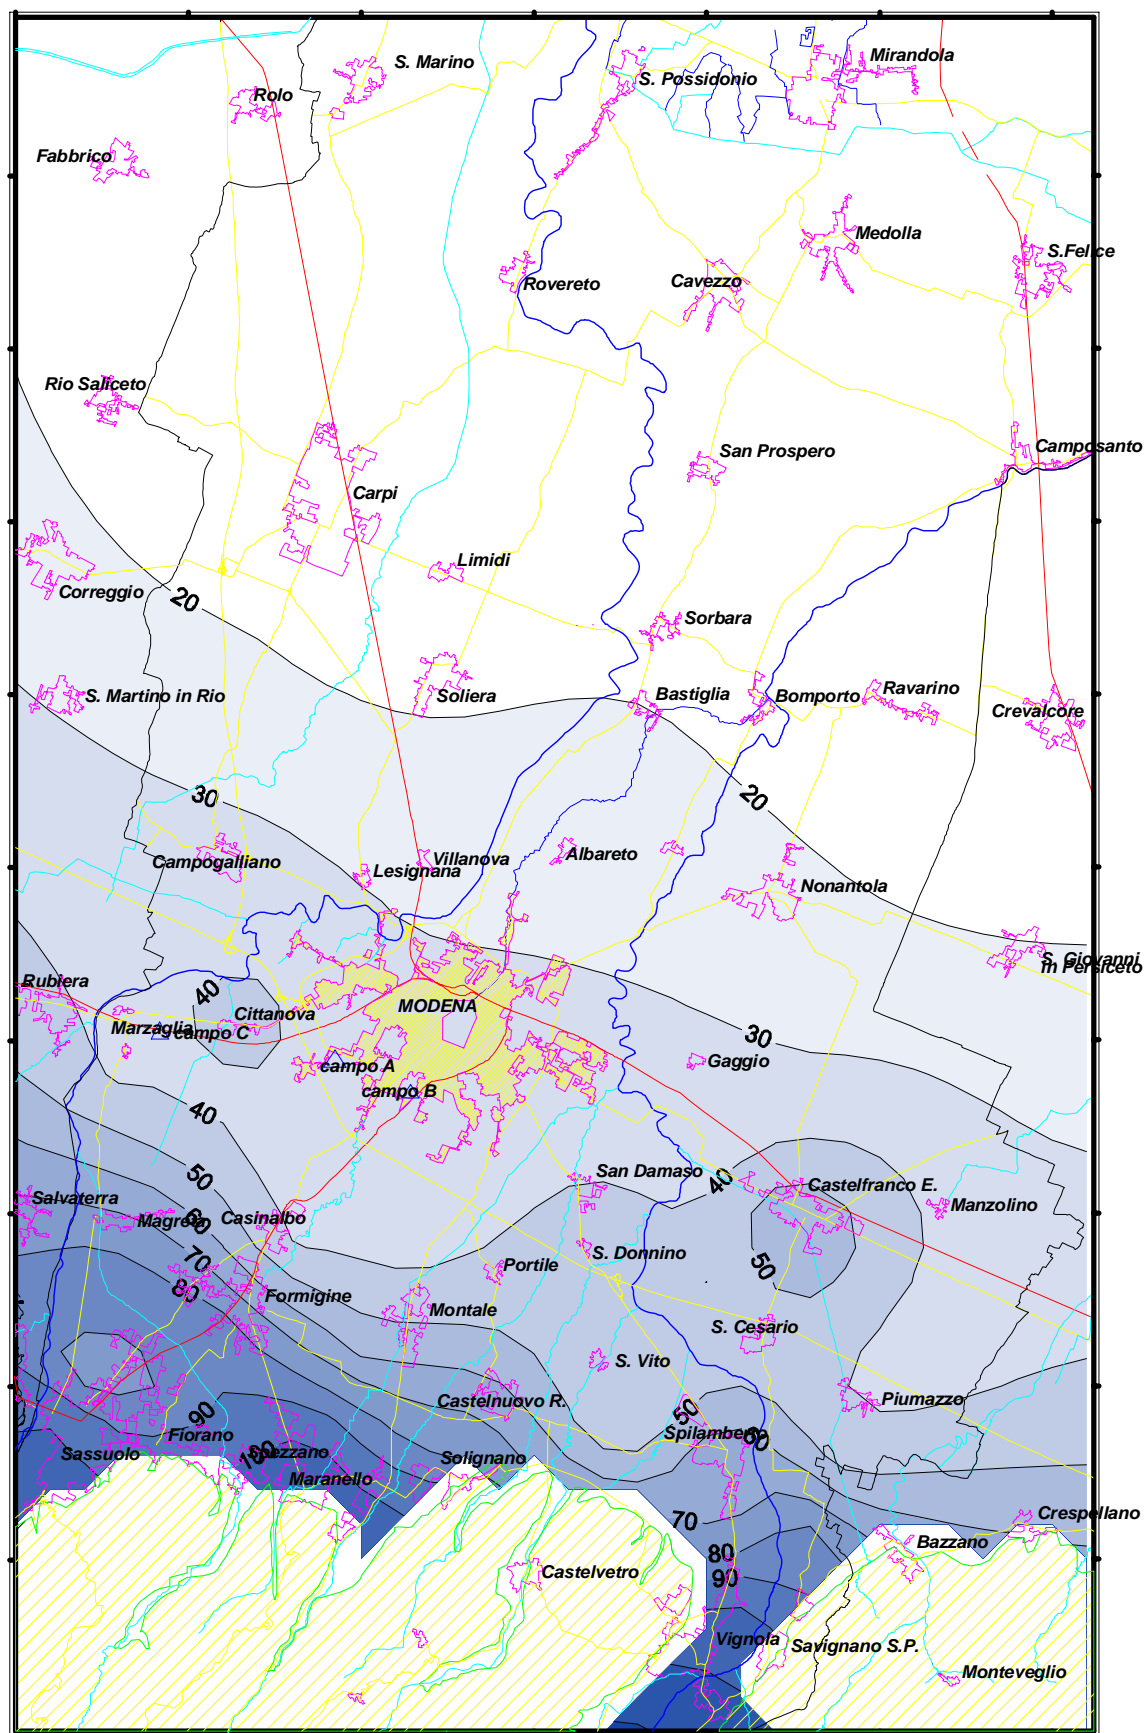 Mirandola
S. Marino
S. Possidonio
Rolo
Fabbrico
Medolla
S.Felice
Rovereto
Cavezzo
Rio Saliceto
Camposanto
San Prospero
Carpi
Limidi
Correggio
20
Sorbara
S. Martino in Rio
Soliera
Bastiglia
Bomporto
Ravarino
Crevalcore
30
20
Campogalliano
Lesignana
Villanova
Albareto
Nonantola
S. Giovanni
in Persiceto
Rubiera
40
MODENA
Cittanova
Marzaglia
campo C
30
Gaggio
campo A
campo B
40
50
San Damaso
40
Castelfranco E.
Salvaterra
Magreta
Casinalbo
60
Manzolino
S. Donnino
70
Portile
50
80
Formigine
Montale
S. Cesario
S. Vito
Castelnuovo R.
Piumazzo
90
50
Fiorano
Spilamberto
60
Sassuolo
100
Spezzano
Solignano
Maranello
70
Crespellano
Bazzano
80
Castelvetro
90
Vignola
Savignano S.P.
Monteveglio